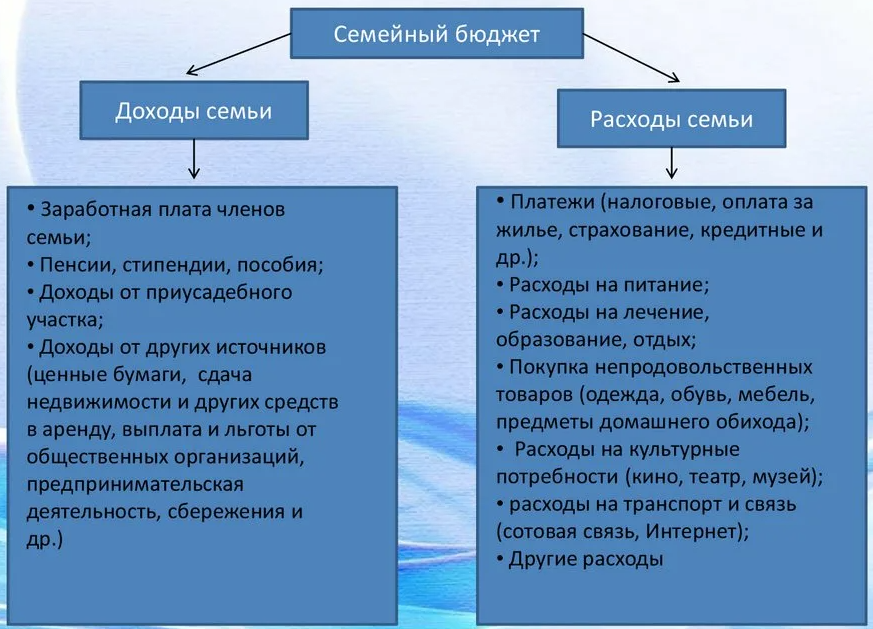 Семейный бюджет
Доходы семьи
Расходы семьи
• Заработная плата членов
семьи;
• Пенсии, стипендии, пособия;
• Доходы от приусадебного
участка;
• Доходы от других источников
(ценные бумаги, сдача
недвижимости и других средств
в аренду, выплата и льготы от
общественных организаций,
предпринимательская
деятельность, сбережения и
др.)
• Платежи (налоговые, оплата за
жилье, страхование, кредитные и
др.);
• Расходы на питание;
• Расходы на лечение,
образование, отдых;
• Покупка непродовольственных
товаров (одежда, обувь, мебель,
предметы домашнего обихода);
• Расходы на культурные
потребности (кино, театр, музей);
• расходы на транспорт и связь
(сотовая связь, Интернет);
• Другие расходы